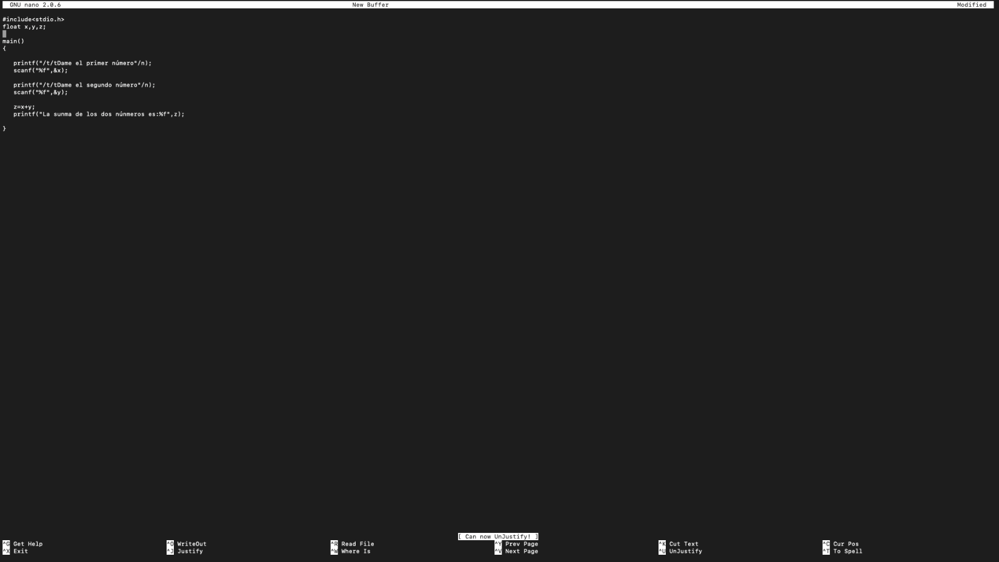 GNU nano 2.0.6 New Buffer Modified
#include<stdio.h>
float x,y,z;
main()
{
printf("/t/tDame el primer número"/n);
scanf("%f",&x);
printf("/t/tDame el segundo número"/n);
scanf("%f",&y);
z=x+y;
printf("La sunma de los dos núnmeros es:%f",z);
}
[ Can now UnJustify! ]
^G Get Help ^O WriteOut ^R Read File ^Y Prev Page ^K Cut Text ^C Cur Pos
^X Exit ^J Justify ^W Where Is ^V Next Page ^U UnJustify ^T To Spell